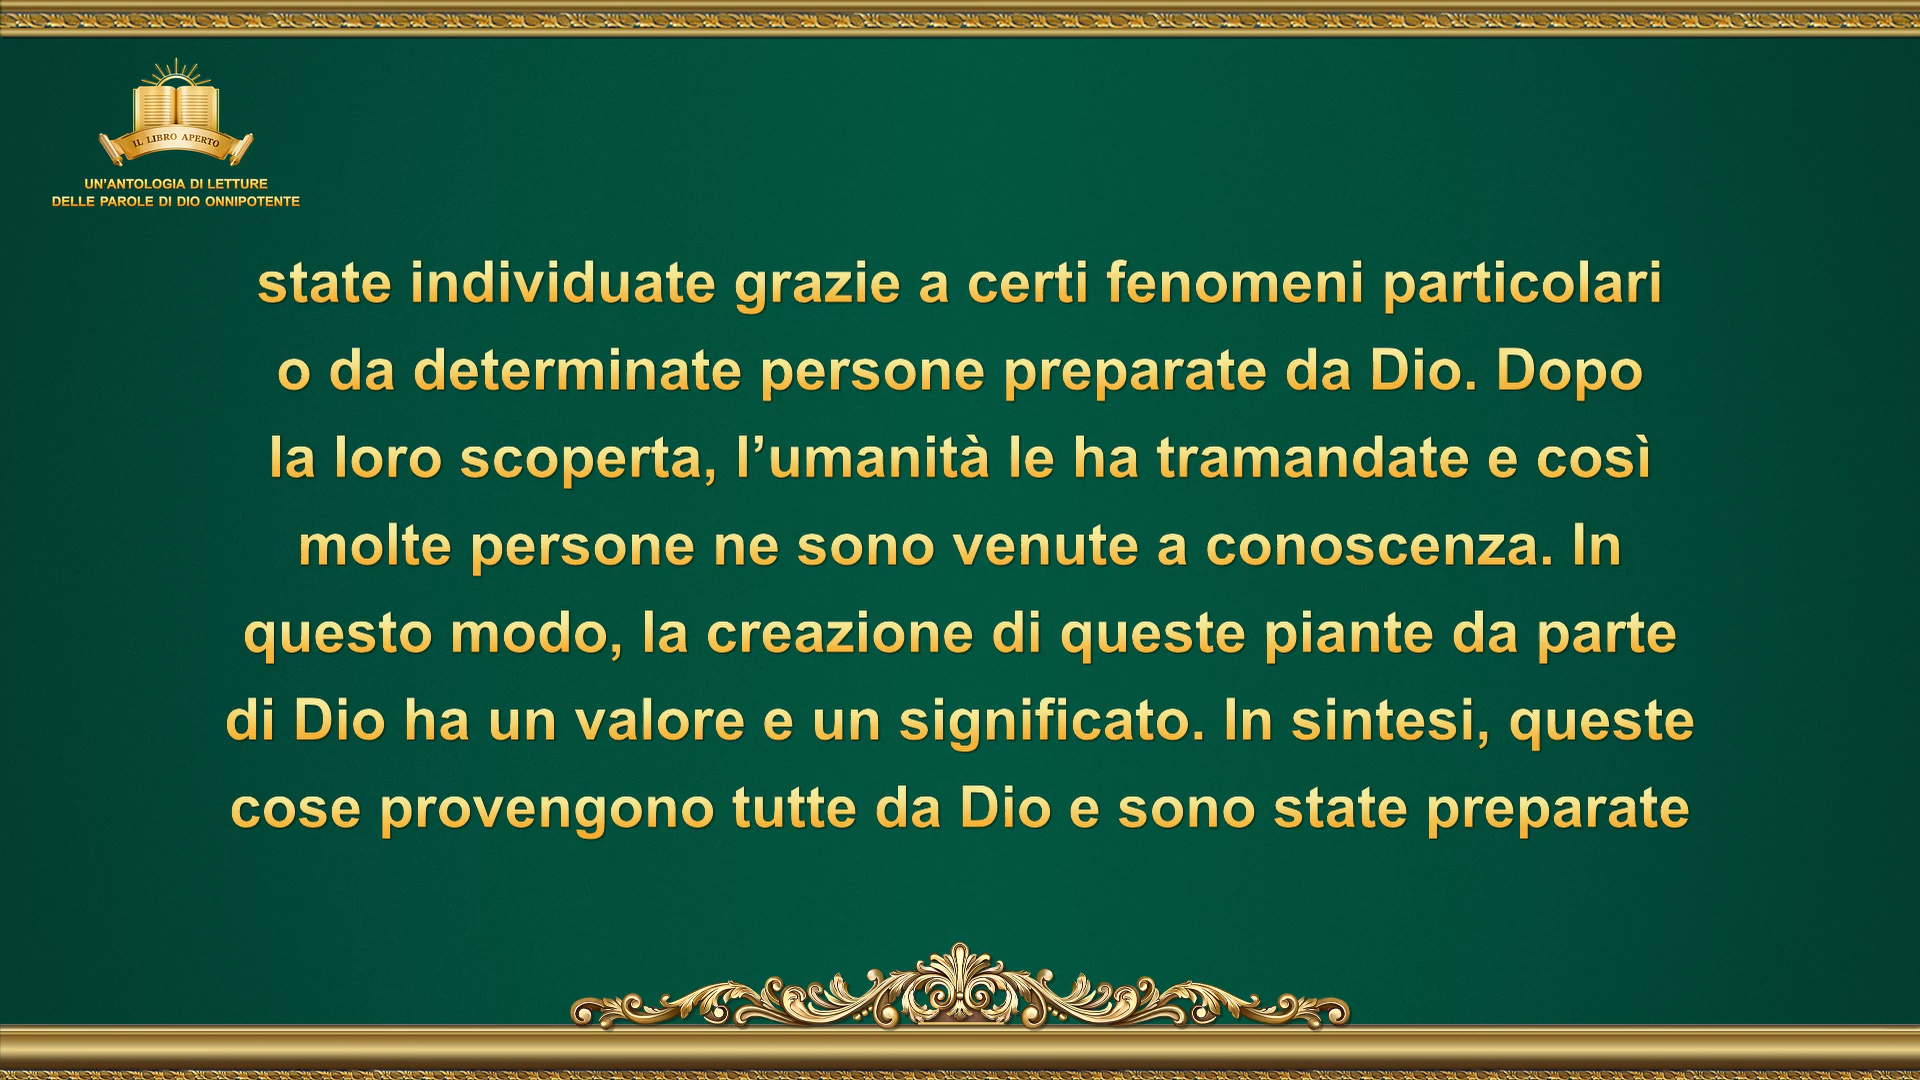 IL LIBRO APERTO
UN'ANTOLOGIA DI LETTURE
DELLE PAROLE DI DIO ONNIPOTENTE
state individuate grazie a certi fenomeni particolari
o da determinate persone preparate da Dio. Dopo
la loro scoperta, l’umanità le ha tramandate e così
molte persone ne sono venute a conoscenza. In
questo modo, la creazione di queste piante da parte
di Dio ha un valore e un significato. In sintesi, queste
cose provengono tutte da Dio e sono state preparate